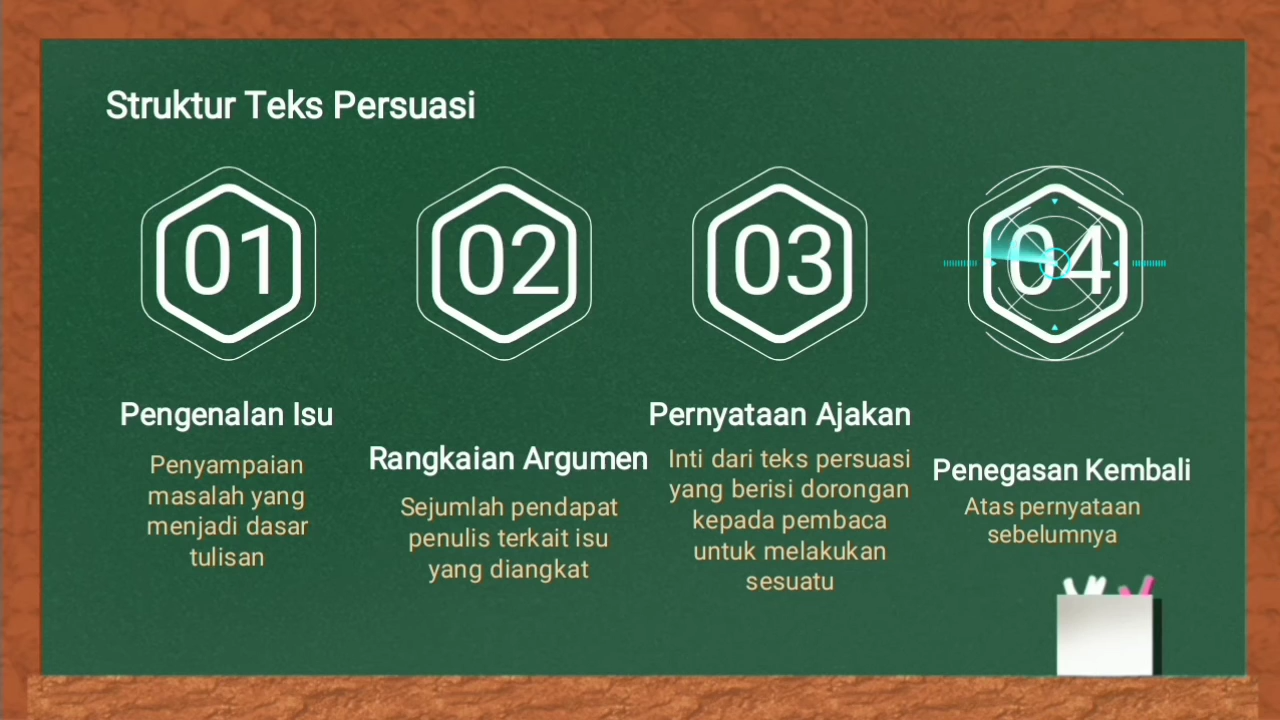 Struktur Teks Persuasi
01
02
03
04
Pengenalan Isu
Penyampaian
masalah yang
menjadi dasar
tulisan
Rangkaian Argumen
Sejumlah pendapat
penulis terkait isu
yang diangkat
Pernyataan Ajakan
Inti dari teks persuasi
yang berisi dorongan
kepada pembaca
untuk melakukan
sesuatu
Penegasan Kembali
Atas pernyataan
sebelumnya